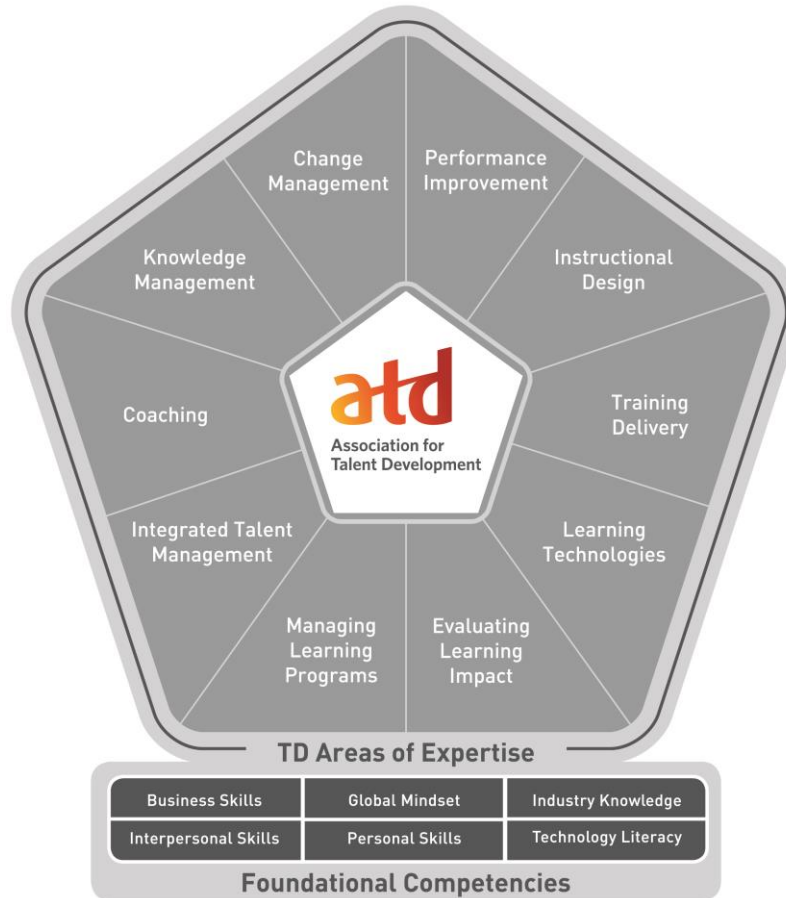 Change
Management
Performance
Improvement
Knowledge
Management
Instructional
Design
Coaching
atd
Association for
Talent Development
Training
Delivery
Integrated Talent
Management
Learning
Technologies
Managing
Learning
Programs
Evaluating
Learning
Impact
TD Areas of Expertise
Business Skills
Global Mindset
Industry Knowledge
Interpersonal Skills
Personal Skills
Technology Literacy
Foundational Competencies